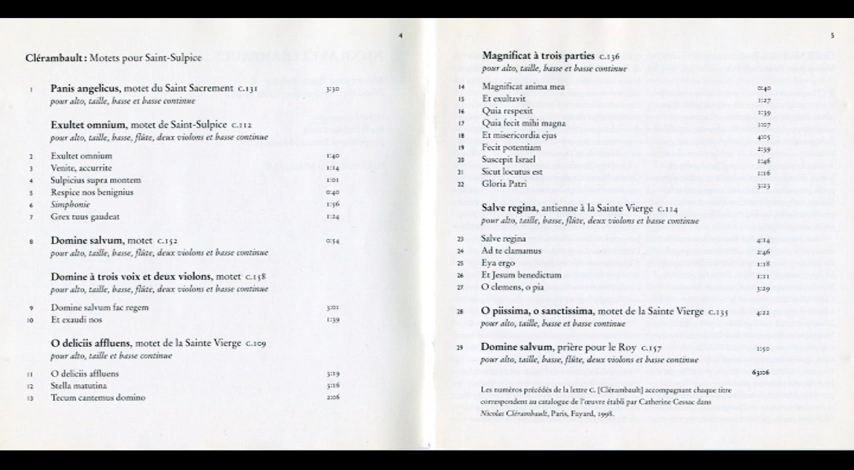 4
Clérambault : Motets pour Saint-Sulpice
1 Panis angelicus, motet du Saint Sacrement C.131 3:30
pour alto, taille, basse et basse continue
Exultet omnium, motet de Saint-Sulpice C.112
pour alto, taille, basse, flûte, deux violons et basse continue
2 Exultet omnium 1:40
3 Venite, accurrite 1:14
4 Sulpicius supra montem 1:01
5 Respice nos benignius 0:40
6 Simphonie 1:36
7 Grex tuus gaudeat 1:24
8 Domine salvum, motet C.152 0:54
pour alto, taille, basse, flûte, deux violons et basse continue
Domine à trois voix et deux violons, motet C.158
pour alto, taille, basse, flûte, deux violons et basse continue
9 Domine salvum fac regem 3:01
10 Et exaudi nos 1:39
O deliciis affluens, motet de la Sainte Vierge C.109
pour alto, taille et basse continue
11 O deliciis affluens 3:19
12 Stella matutina 3:16
13 Tecum cantemus domino 2:06
5
Magnificat à trois parties C.136
pour alto, taille, basse et basse continue
14 Magnificat anima mea 0:40
15 Et exultavit 1:27
16 Quia respexit 1:39
17 Quia fecit mihi magna 1:07
18 Et misericordia ejus 4:05
19 Fecit potentiam 2:39
20 Suscepit Israel 1:46
21 Sicut locutus est 1:16
22 Gloria Patri 3:23
Salve regina, antienne à la Sainte Vierge C.114
pour alto, taille, basse, flûte, deux violons et basse continue
23 Salve regina 4:14
24 Ad te clamamus 2:46
25 Eya ergo 1:18
26 Et Jesum benedictum 1:11
27 O clemens, o pia 3:29
28 O piissima, o sanctissima, motet de la Sainte Vierge C.135 4:22
pour alto, taille, basse et basse continue
29 Domine salvum, prière pour le Roy C.157 1:50
pour alto, taille, basse, flûte, deux violons et basse continue
63:06
Les numéros précédés de la lettre C. [Clérambault] accompagnant chaque titre
correspondent au catalogue de l'œuvre établi par Catherine Cessac dans
Nicolas Clérambault, Paris, Fayard, 1998.